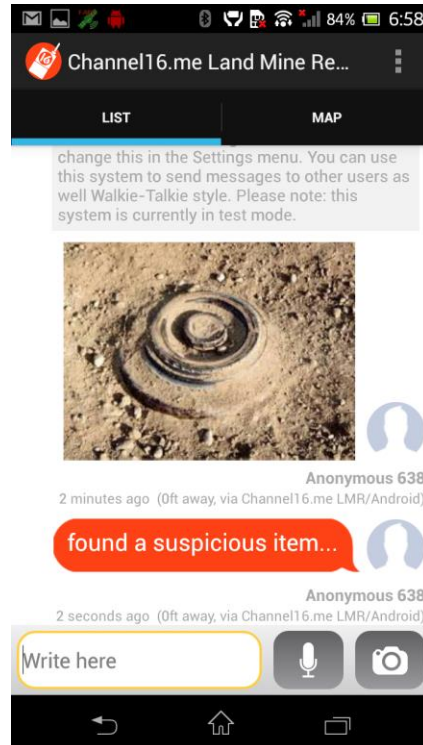 84% 6:58
Channel16.me Land Mine Re...
LIST MAP
change this in the Settings menu. You can use
this system to send messages to other users as
well Walkie-Talkie style. Please note: this
system is currently in test mode.
Anonymous 638
2 minutes ago (0ft away, via Channel16.me LMR/Android)
found a suspicious item...
Anonymous 638
2 seconds ago (0ft away, via Channel16.me LMR/Android)
Write here